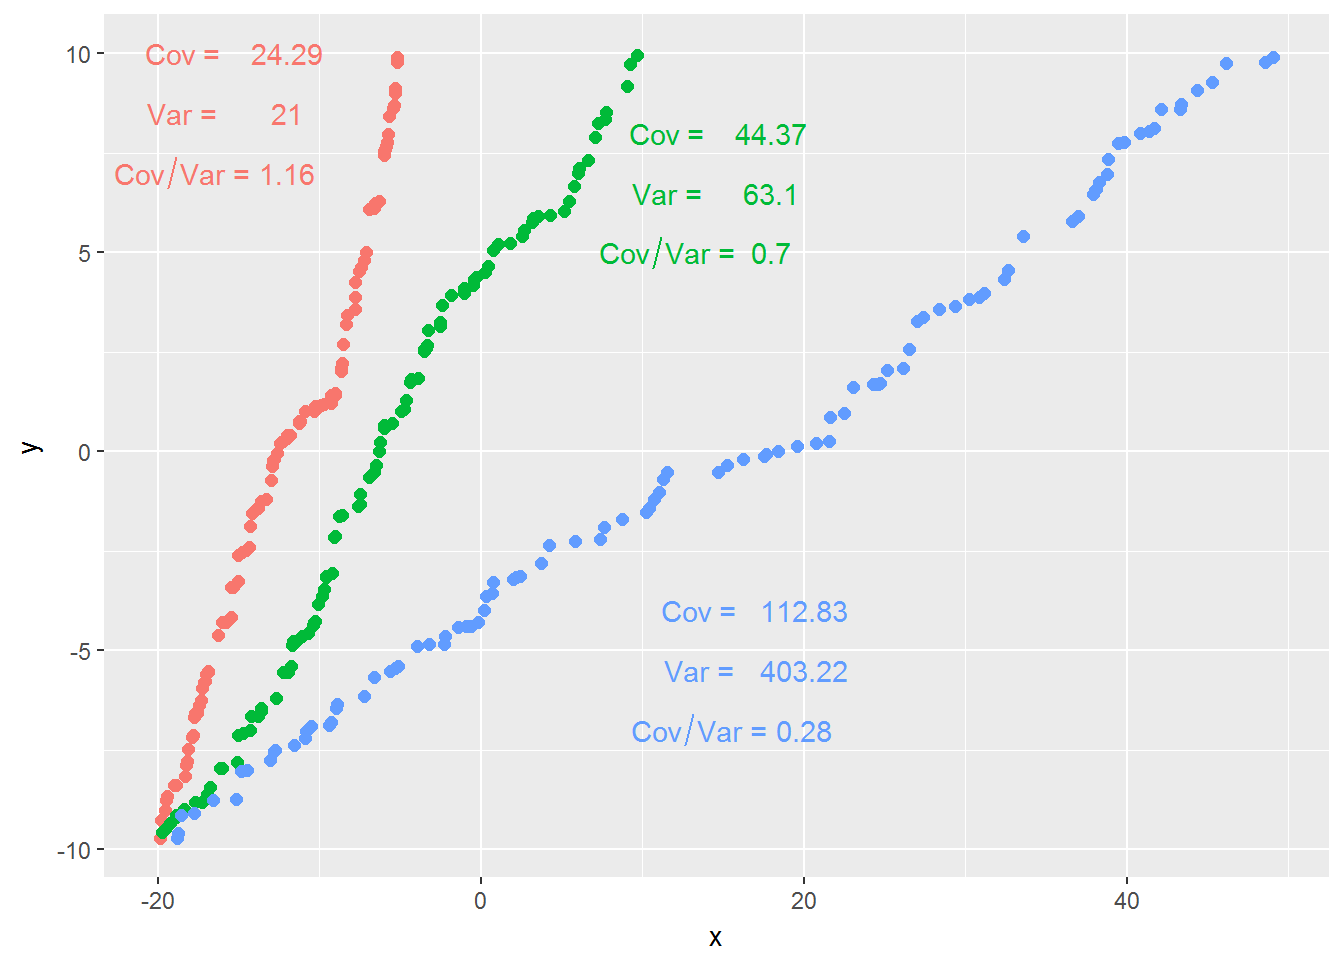 Cov = 24.29
Var = 21
Cov/Var = 1.16
Cov = 44.37
Var = 63.1
Cov/Var = 0.7
Cov = 112.83
Var = 403.22
Cov/Var = 0.28
10
5
0
-5
-10
y
-20 0 20 40
x